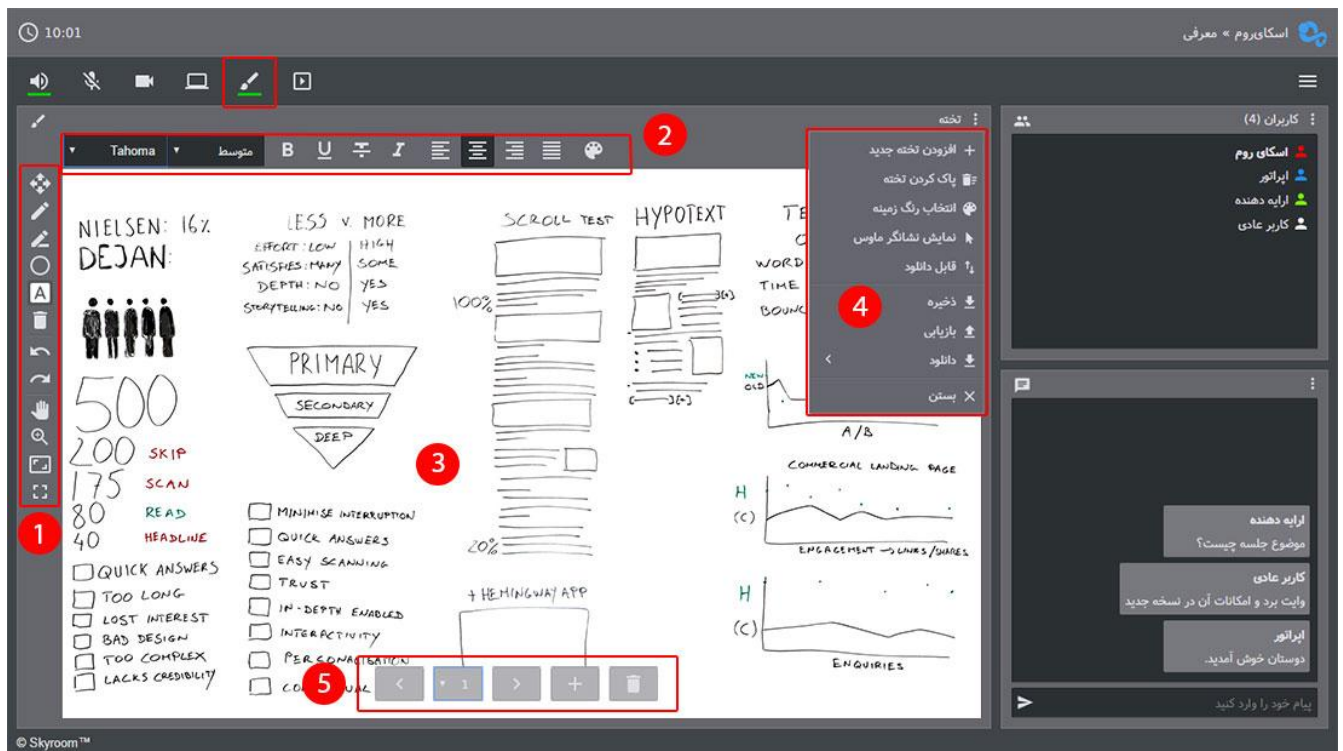 10:01
اسکای‌روم » معرفی
Tahoma
متوسط
B U T I
2
تخته
افزودن تخته جدید
پاک کردن تخته
انتخاب رنگ زمینه
نمایش نشانگر ماوس
قابل دانلود
ذخیره
بازیابی
دانلود
بستن
4
کاربران (4)
اسکای روم
اپراتور
ارایه دهنده
کاربر عادی
A
1
NIELSEN: 16%
DEJAN:
500
200 SKIP
175 SCAN
80 READ
40 HEADLINE
QUICK ANSWERS
TOO LONG
LOST INTEREST
BAD DESIGN
TOO COMPLEX
LACKS CREDIBILITY
LESS V. MORE
EFFORT: LOW HIGH
SATISFIES: MANY SOME
DEPTH: NO YES
STORYTELLING: NO YES
PRIMARY
SECONDARY
DEEP
3
MINIMISE INTERRUPTION
QUICK ANSWERS
EASY SCANNING
TRUST
IN-DEPTH ENABLED
INTERACTIVITY
PERSONALISATION
SCROLL TEST
100%
20%
+ HEMINGWAY APP
HYPOTEXT
WORD
TIME
NEW
OLD
A/B
COMMERCIAL LANDING PAGE
H
(C)
ENGAGEMENT → LINKS/SHARES
H
(C)
ENQUIRIES
5
1
ارایه دهنده
موضوع جلسه چیست؟
کاربر عادی
وایت برد و امکانات آن در نسخه جدید
اپراتور
دوستان خوش آمدید.
پیام خود را وارد کنید
© Skyroom™